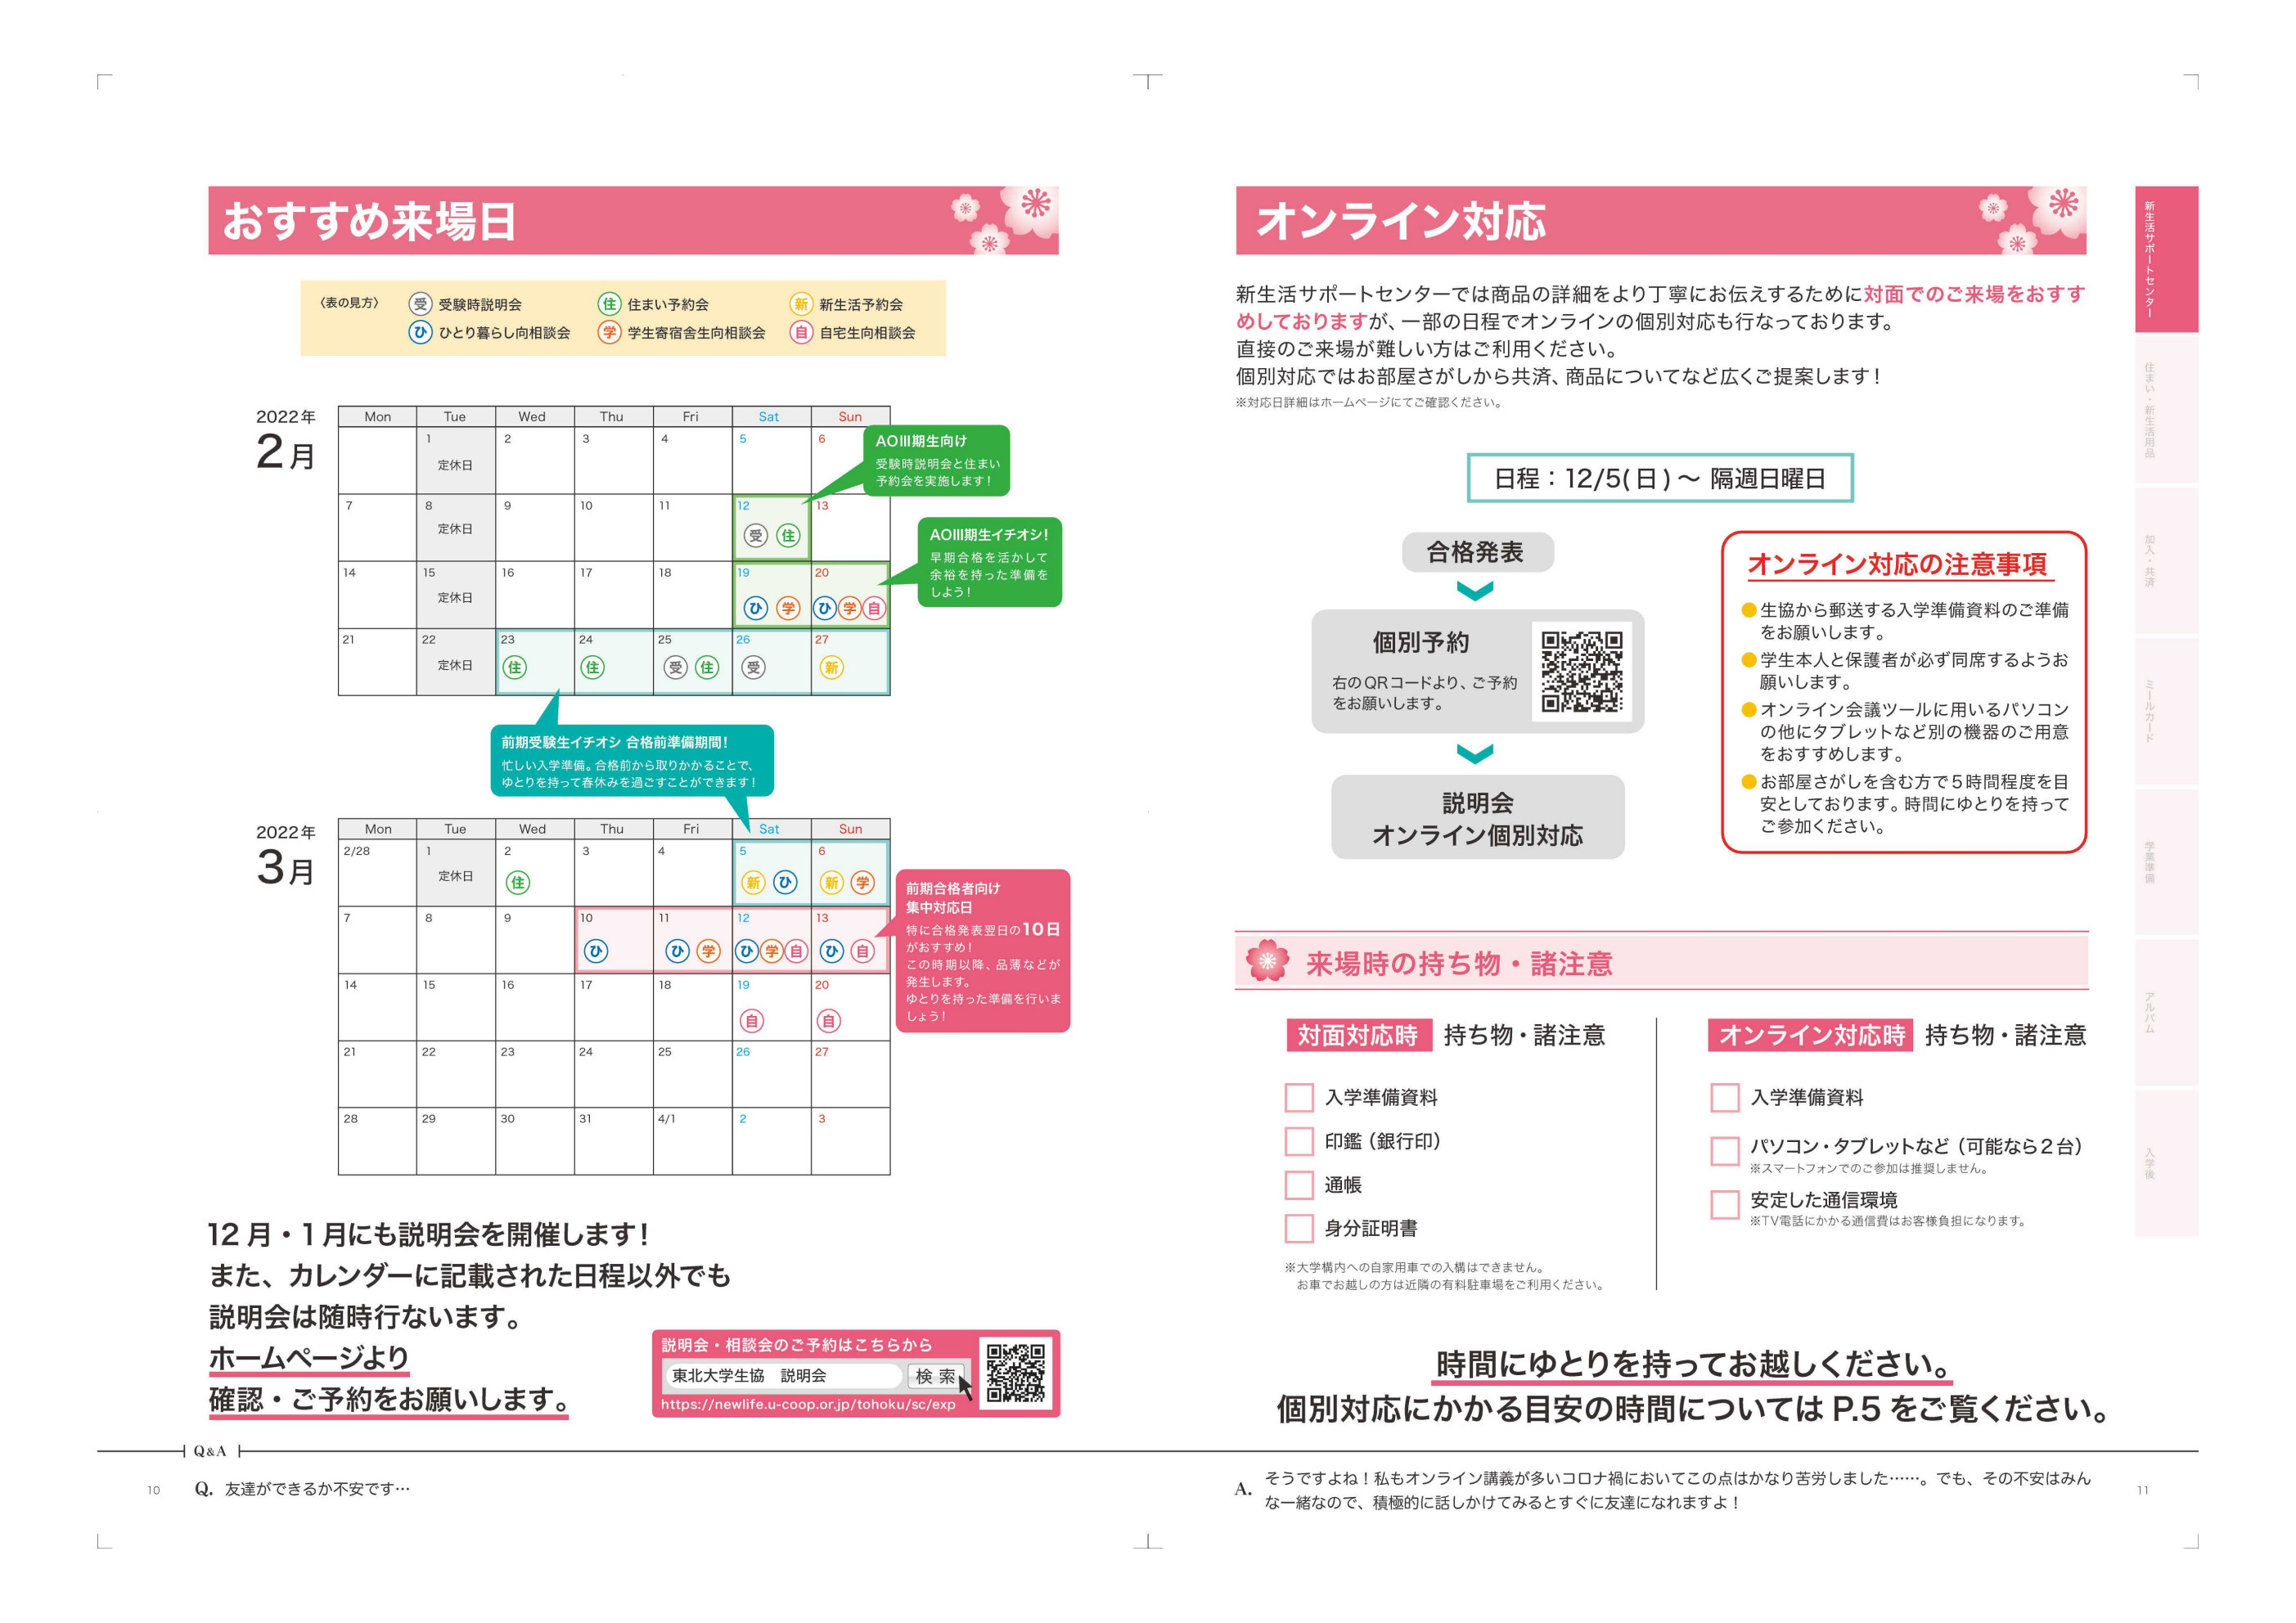 おすすめ来場日
〈表の見方〉
受 受験時説明会
住 住まい予約会
新 新生活予約会
ひ ひとり暮らし向相談会
学 学生寄宿舎生向相談会
自 自宅生向相談会
2022年
2月
Mon Tue Wed Thu Fri Sat Sun
1 2 3 4 5 6
定休日
7 8 9 10 11 12 13
定休日 受 住
14 15 16 17 18 19 20
定休日 ひ 学 ひ 学 自
21 22 23 24 25 26 27
定休日 住 住 受 住 受 新
AOIII期生向け
受験時説明会と住まい
予約会を実施します！
AOIII期生イチオシ！
早期合格を活かして
余裕を持った準備を
しよう！
前期受験生イチオシ 合格前準備期間！
忙しい入学準備。合格前から取りかかることで、
ゆとりを持って春休みを過ごすことができます！
2022年
3月
Mon Tue Wed Thu Fri Sat Sun
2/28 1 2 3 4 5 6
定休日 住 新 ひ 新 学
7 8 9 10 11 12 13
ひ ひ 学 ひ 学 自 ひ 自
14 15 16 17 18 19 20
自 自
21 22 23 24 25 26 27
28 29 30 31 4/1 2 3
前期合格者向け
集中対応日
特に合格発表翌日の10日
がおすすめ！
この時期以降、品薄などが
発生します。
ゆとりを持った準備を行いま
しょう！
12月・1月にも説明会を開催します！
また、カレンダーに記載された日程以外でも
説明会は随時行ないます。
ホームページより
確認・ご予約をお願いします。
説明会・相談会のご予約はこちらから
東北大学生協 説明会 検索
https://newlife.u-coop.or.jp/tohoku/sc/exp
Q&A
10
Q. 友達ができるか不安です…
オンライン対応
新生活サポートセンターでは商品の詳細をより丁寧にお伝えするために対面でのご来場をおすす
めしておりますが、一部の日程でオンラインの個別対応も行なっております。
直接のご来場が難しい方はご利用ください。
個別対応ではお部屋さがしから共済、商品についてなど広くご提案します！
※対応日詳細はホームページにてご確認ください。
日程：12/5(日)～ 隔週日曜日
合格発表
個別予約
右のQRコードより、ご予約
をお願いします。
説明会
オンライン個別対応
オンライン対応の注意事項
●生協から郵送する入学準備資料のご準備
をお願いします。
●学生本人と保護者が必ず同席するようお
願いします。
●オンライン会議ツールに用いるパソコン
の他にタブレットなど別の機器のご用意
をおすすめします。
●お部屋さがしを含む方で5時間程度を目
安としております。時間にゆとりを持って
ご参加ください。
来場時の持ち物・諸注意
対面対応時 持ち物・諸注意
入学準備資料
印鑑（銀行印）
通帳
身分証明書
※大学構内への自家用車での入構はできません。
お車でお越しの方は近隣の有料駐車場をご利用ください。
オンライン対応時 持ち物・諸注意
入学準備資料
パソコン・タブレットなど（可能なら2台）
※スマートフォンでのご参加は推奨しません。
安定した通信環境
※TV電話にかかる通信費はお客様負担になります。
時間にゆとりを持ってお越しください。
個別対応にかかる目安の時間については P.5 をご覧ください。
A. そうですよね！私もオンライン講義が多いコロナ禍においてこの点はかなり苦労しました……。でも、その不安はみん
な一緒なので、積極的に話しかけてみるとすぐに友達になれますよ！
11
新生活サポートセンター
住まい・新生活用品
加入・共済
ミールカード
学業準備
アルバム
入学後